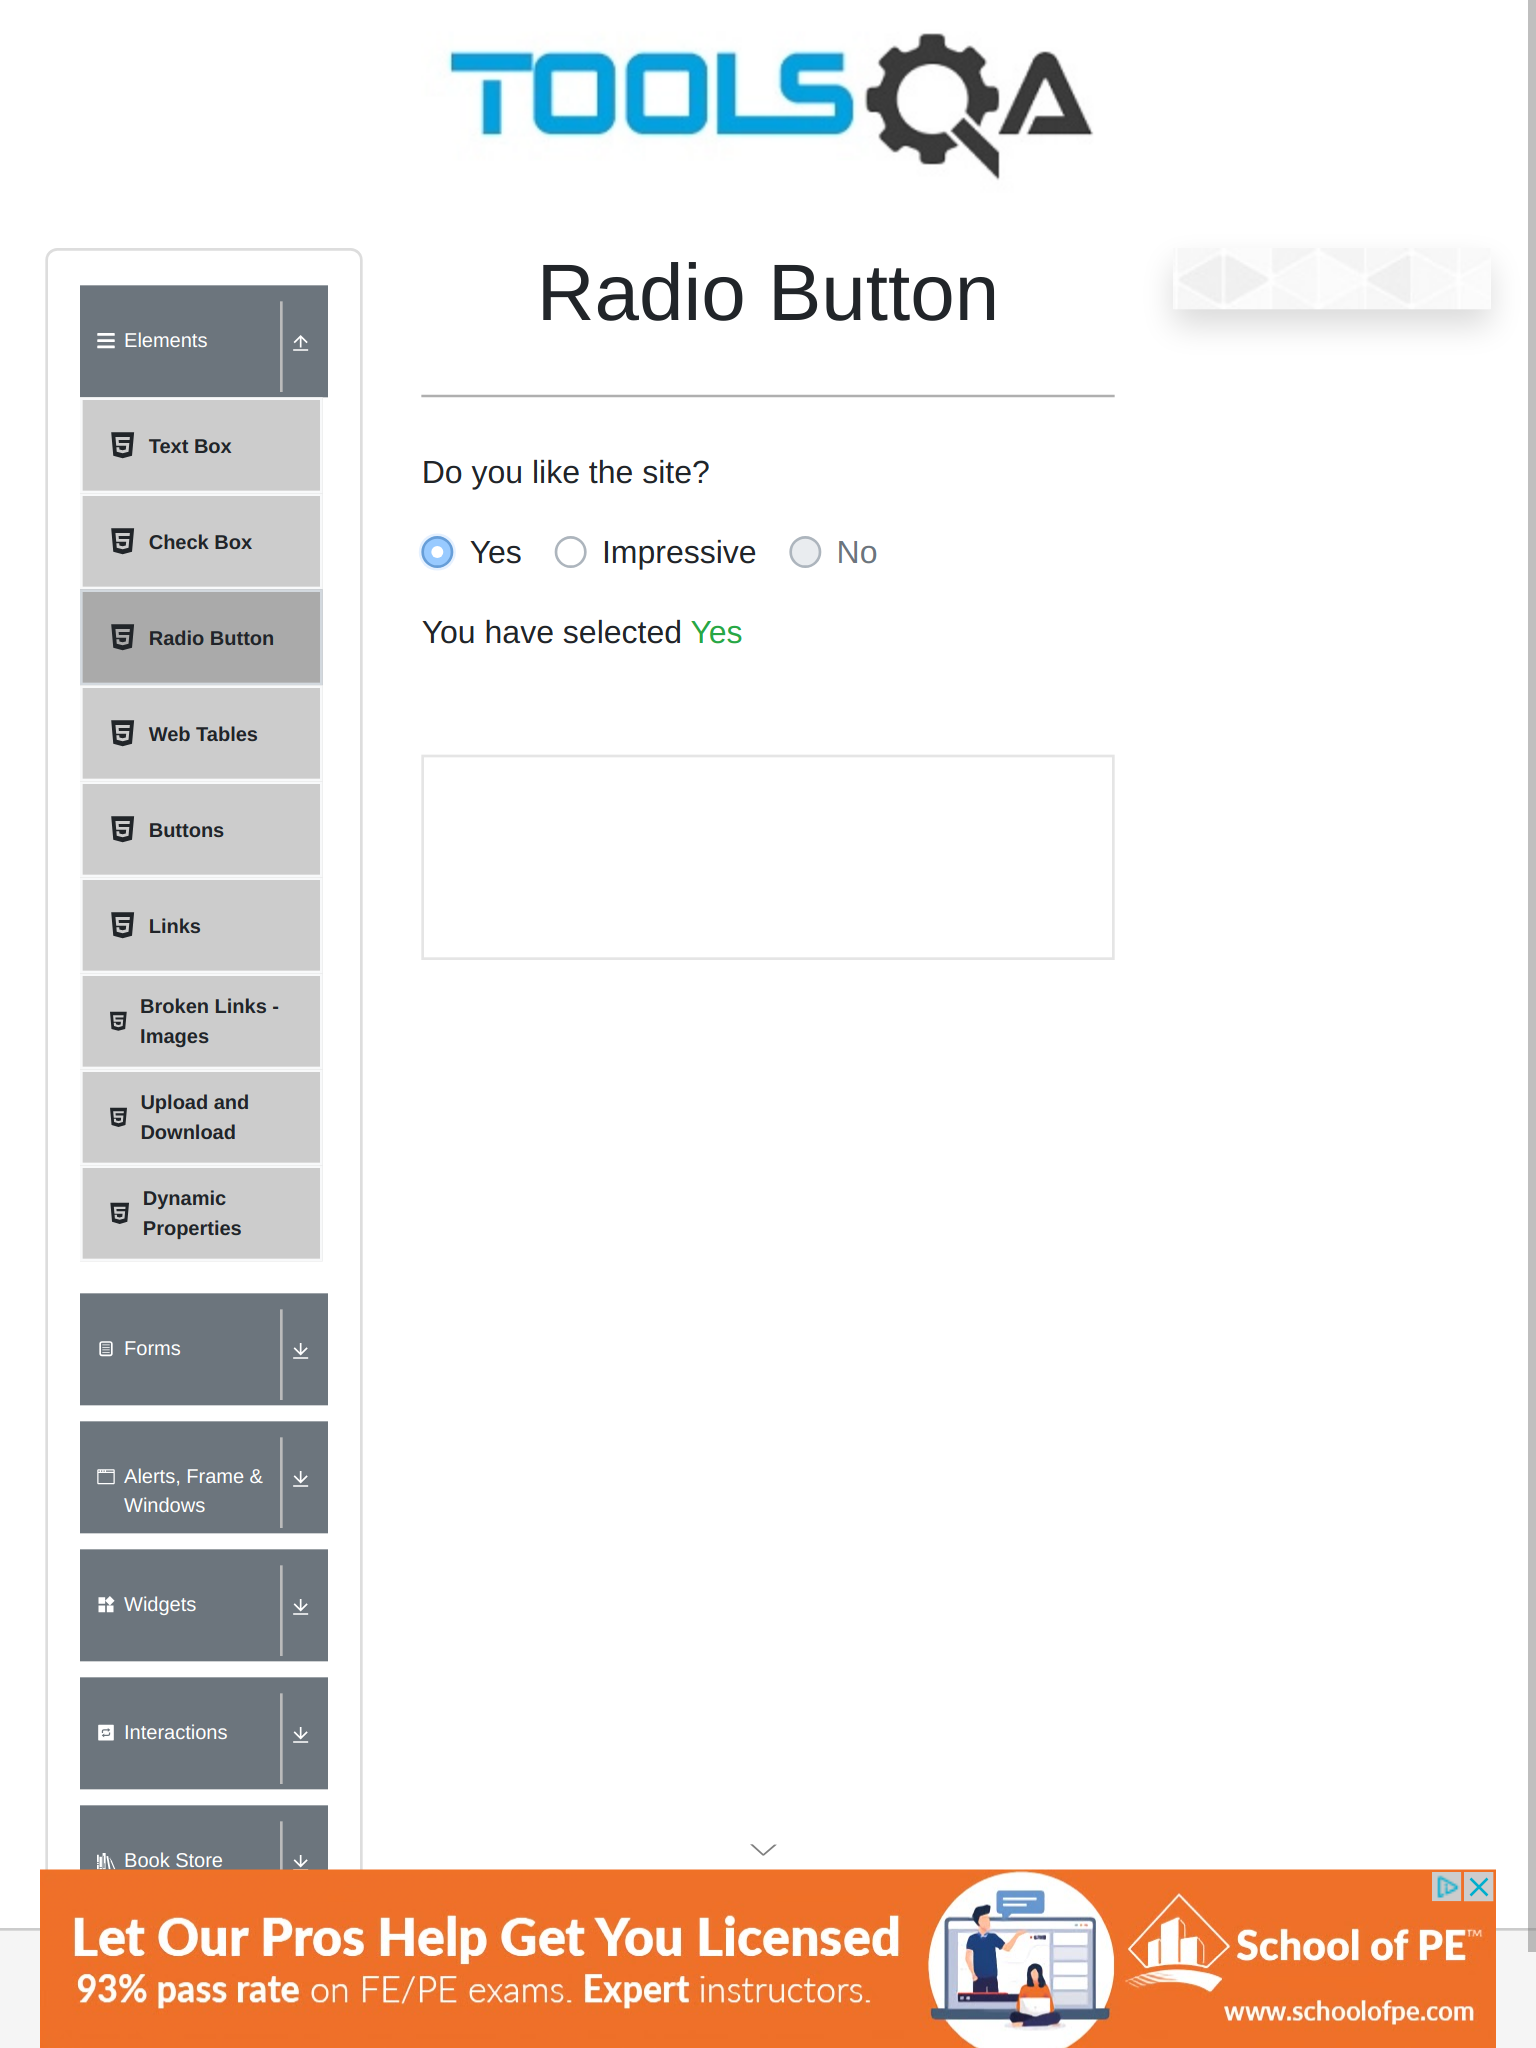 TOOLSQA
Elements
Text Box
Check Box
Radio Button
Web Tables
Buttons
Links
Broken Links -
Images
Upload and
Download
Dynamic
Properties
Forms
Alerts, Frame &
Windows
Widgets
Interactions
Book Store
Radio Button
Do you like the site?
Yes
Impressive
No
You have selected Yes
Let Our Pros Help Get You Licensed
93% pass rate on FE/PE exams. Expert instructors.
School of PE™
www.schoolofpe.com